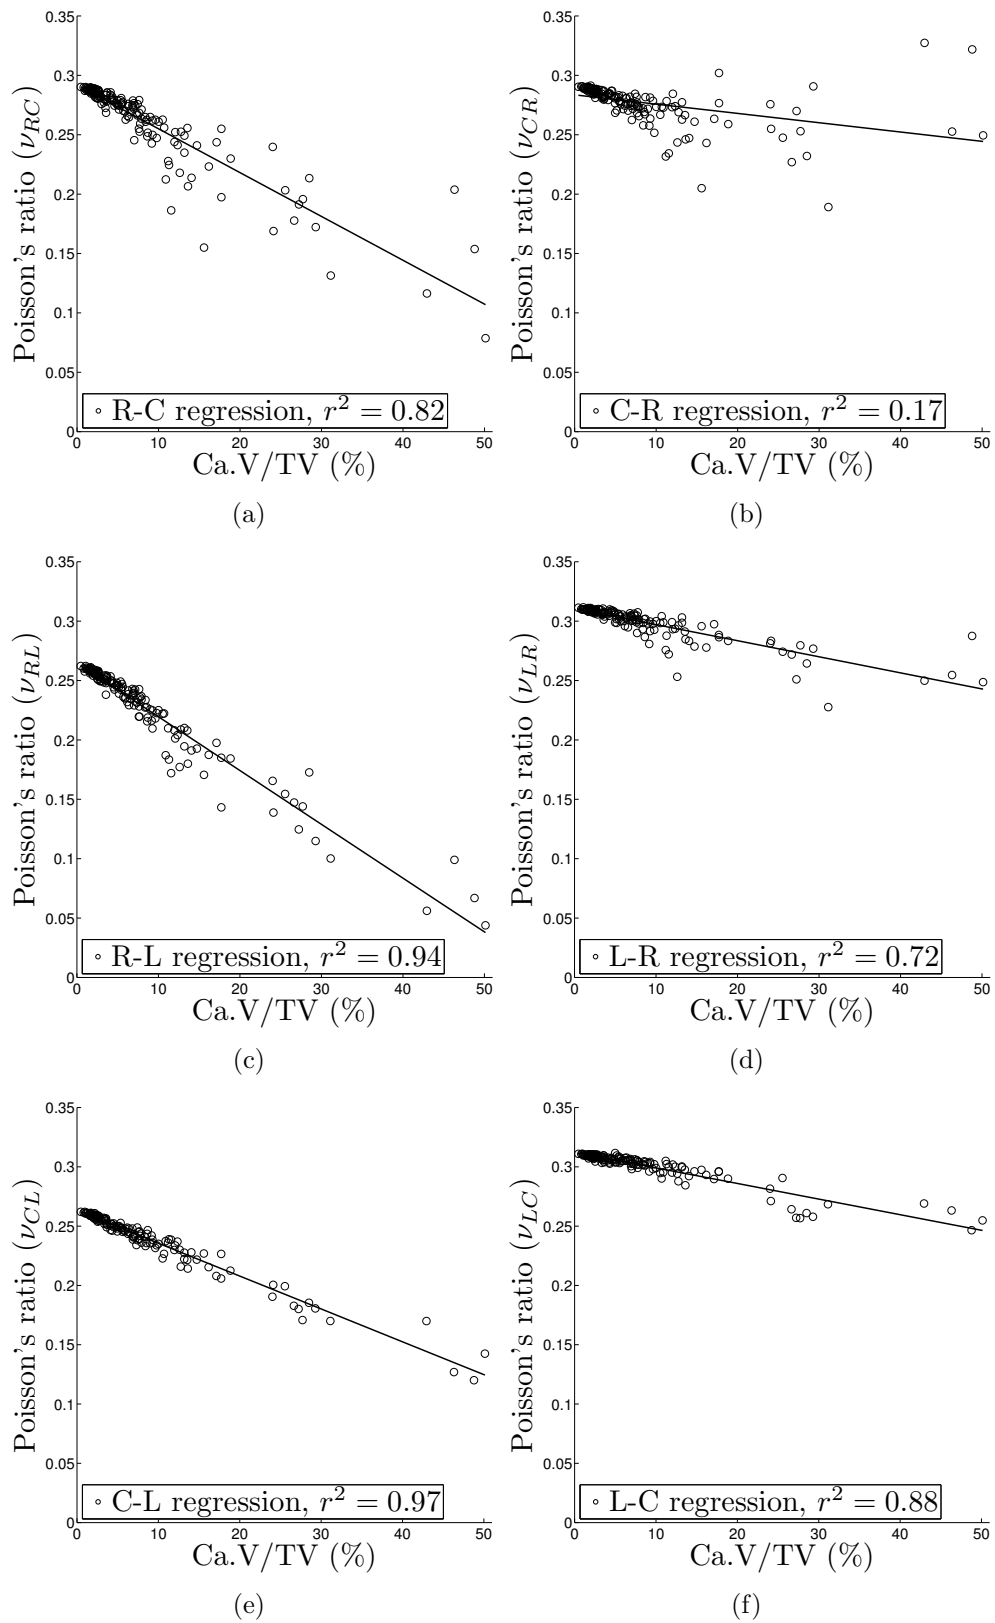 0.35
0.3
0.25
0.2
0.15
0.1
0.05
0
Poisson's ratio (ν_RC)
R-C regression, r² = 0.82
0 10 20 30 40 50
Ca.V/TV (%)
(a)
0.35
0.3
0.25
0.2
0.15
0.1
0.05
0
Poisson's ratio (ν_CR)
C-R regression, r² = 0.17
0 10 20 30 40 50
Ca.V/TV (%)
(b)
0.35
0.3
0.25
0.2
0.15
0.1
0.05
0
Poisson's ratio (ν_RL)
R-L regression, r² = 0.94
0 10 20 30 40 50
Ca.V/TV (%)
(c)
0.35
0.3
0.25
0.2
0.15
0.1
0.05
0
Poisson's ratio (ν_LR)
L-R regression, r² = 0.72
0 10 20 30 40 50
Ca.V/TV (%)
(d)
0.35
0.3
0.25
0.2
0.15
0.1
0.05
0
Poisson's ratio (ν_CL)
C-L regression, r² = 0.97
0 10 20 30 40 50
Ca.V/TV (%)
(e)
0.35
0.3
0.25
0.2
0.15
0.1
0.05
0
Poisson's ratio (ν_LC)
L-C regression, r² = 0.88
0 10 20 30 40 50
Ca.V/TV (%)
(f)